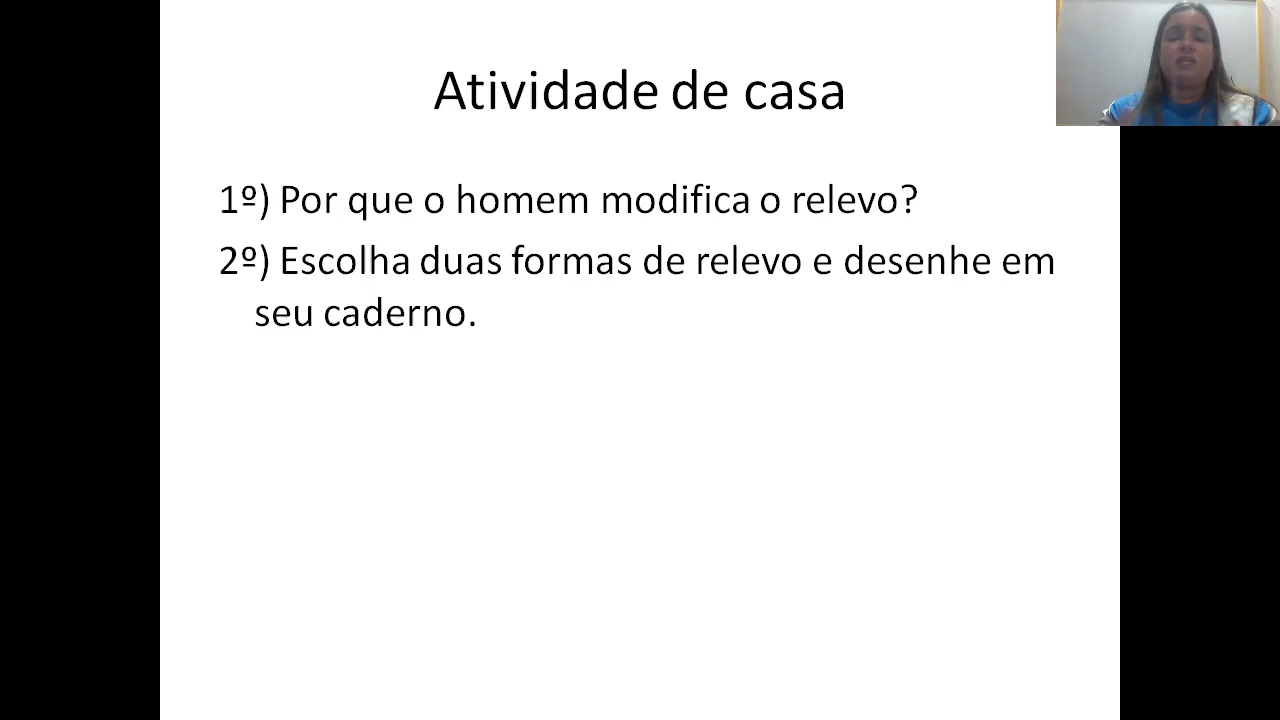 Atividade de casa
1º) Por que o homem modifica o relevo?
2º) Escolha duas formas de relevo e desenhe em
seu caderno.